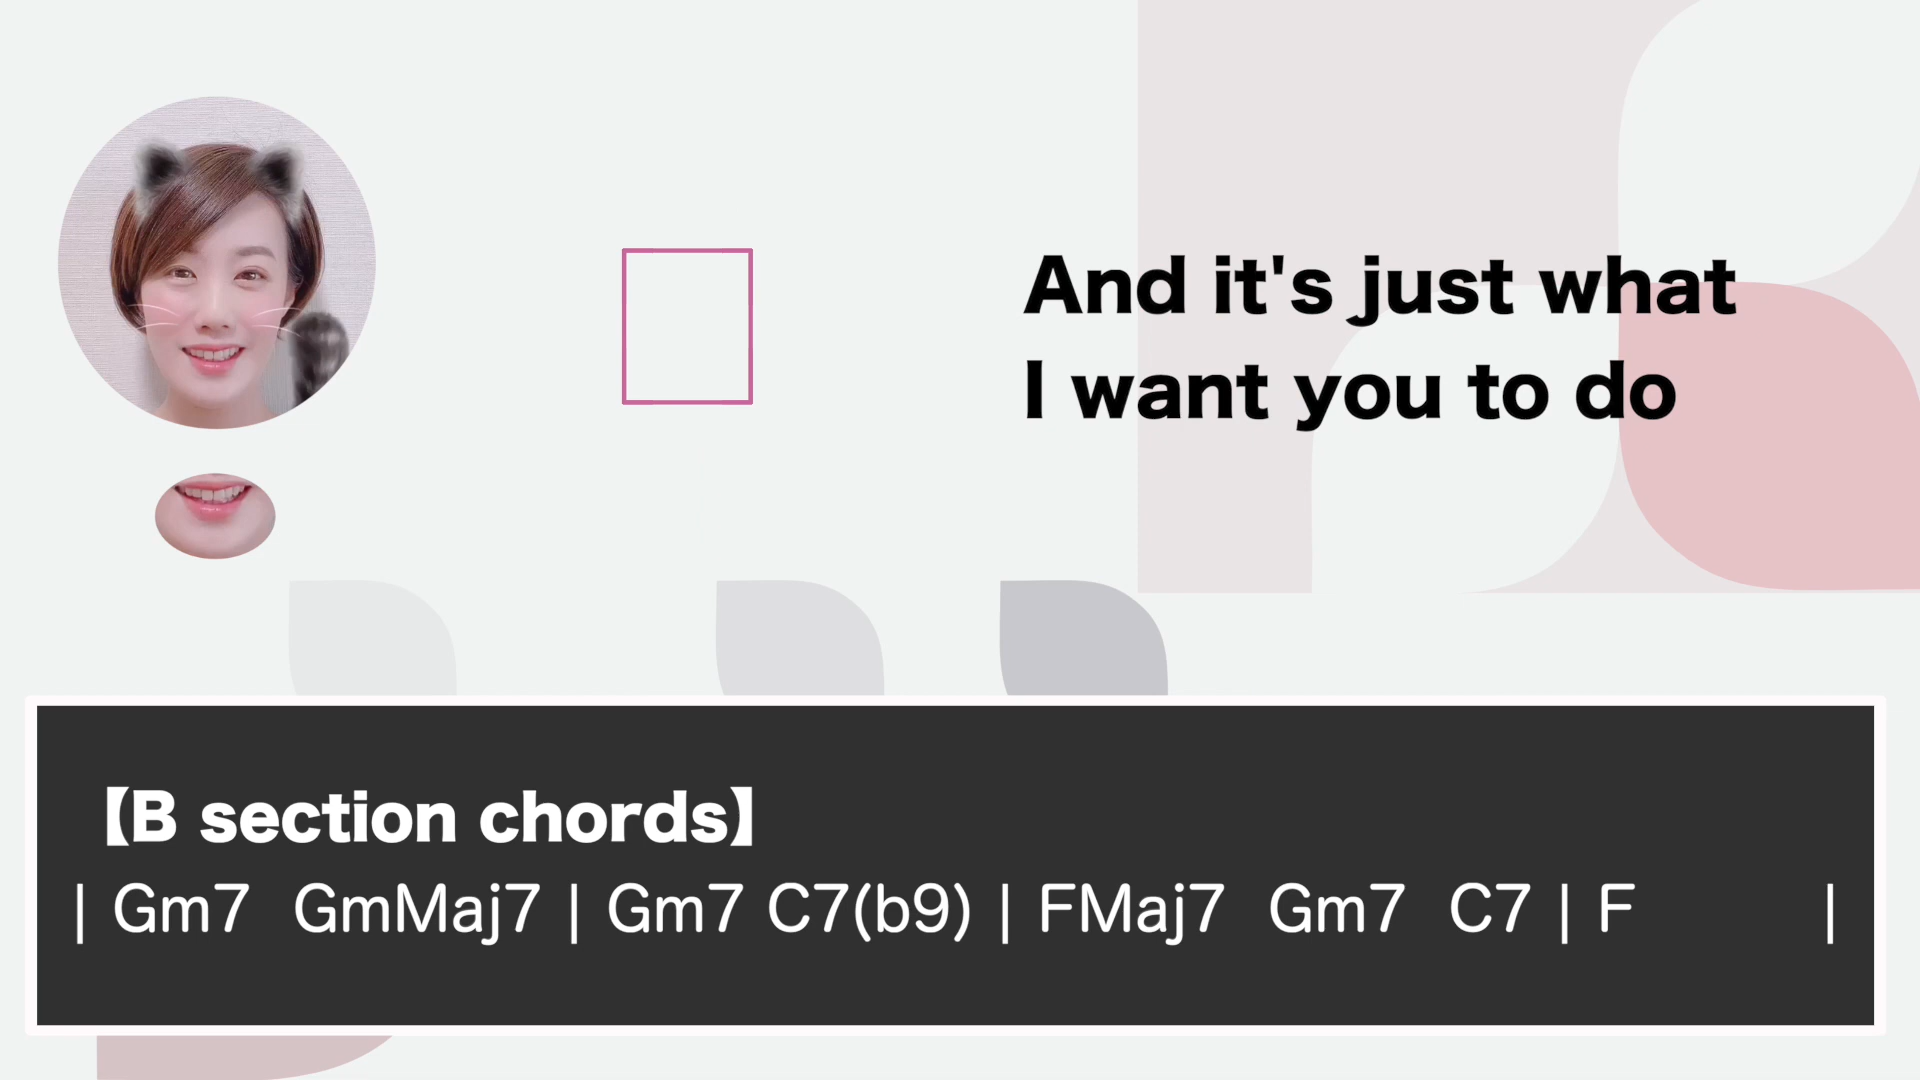 And it's just what
I want you to do
【B section chords】
| Gm7 GmMaj7 | Gm7 C7(b9) | FMaj7 Gm7 C7 | F |